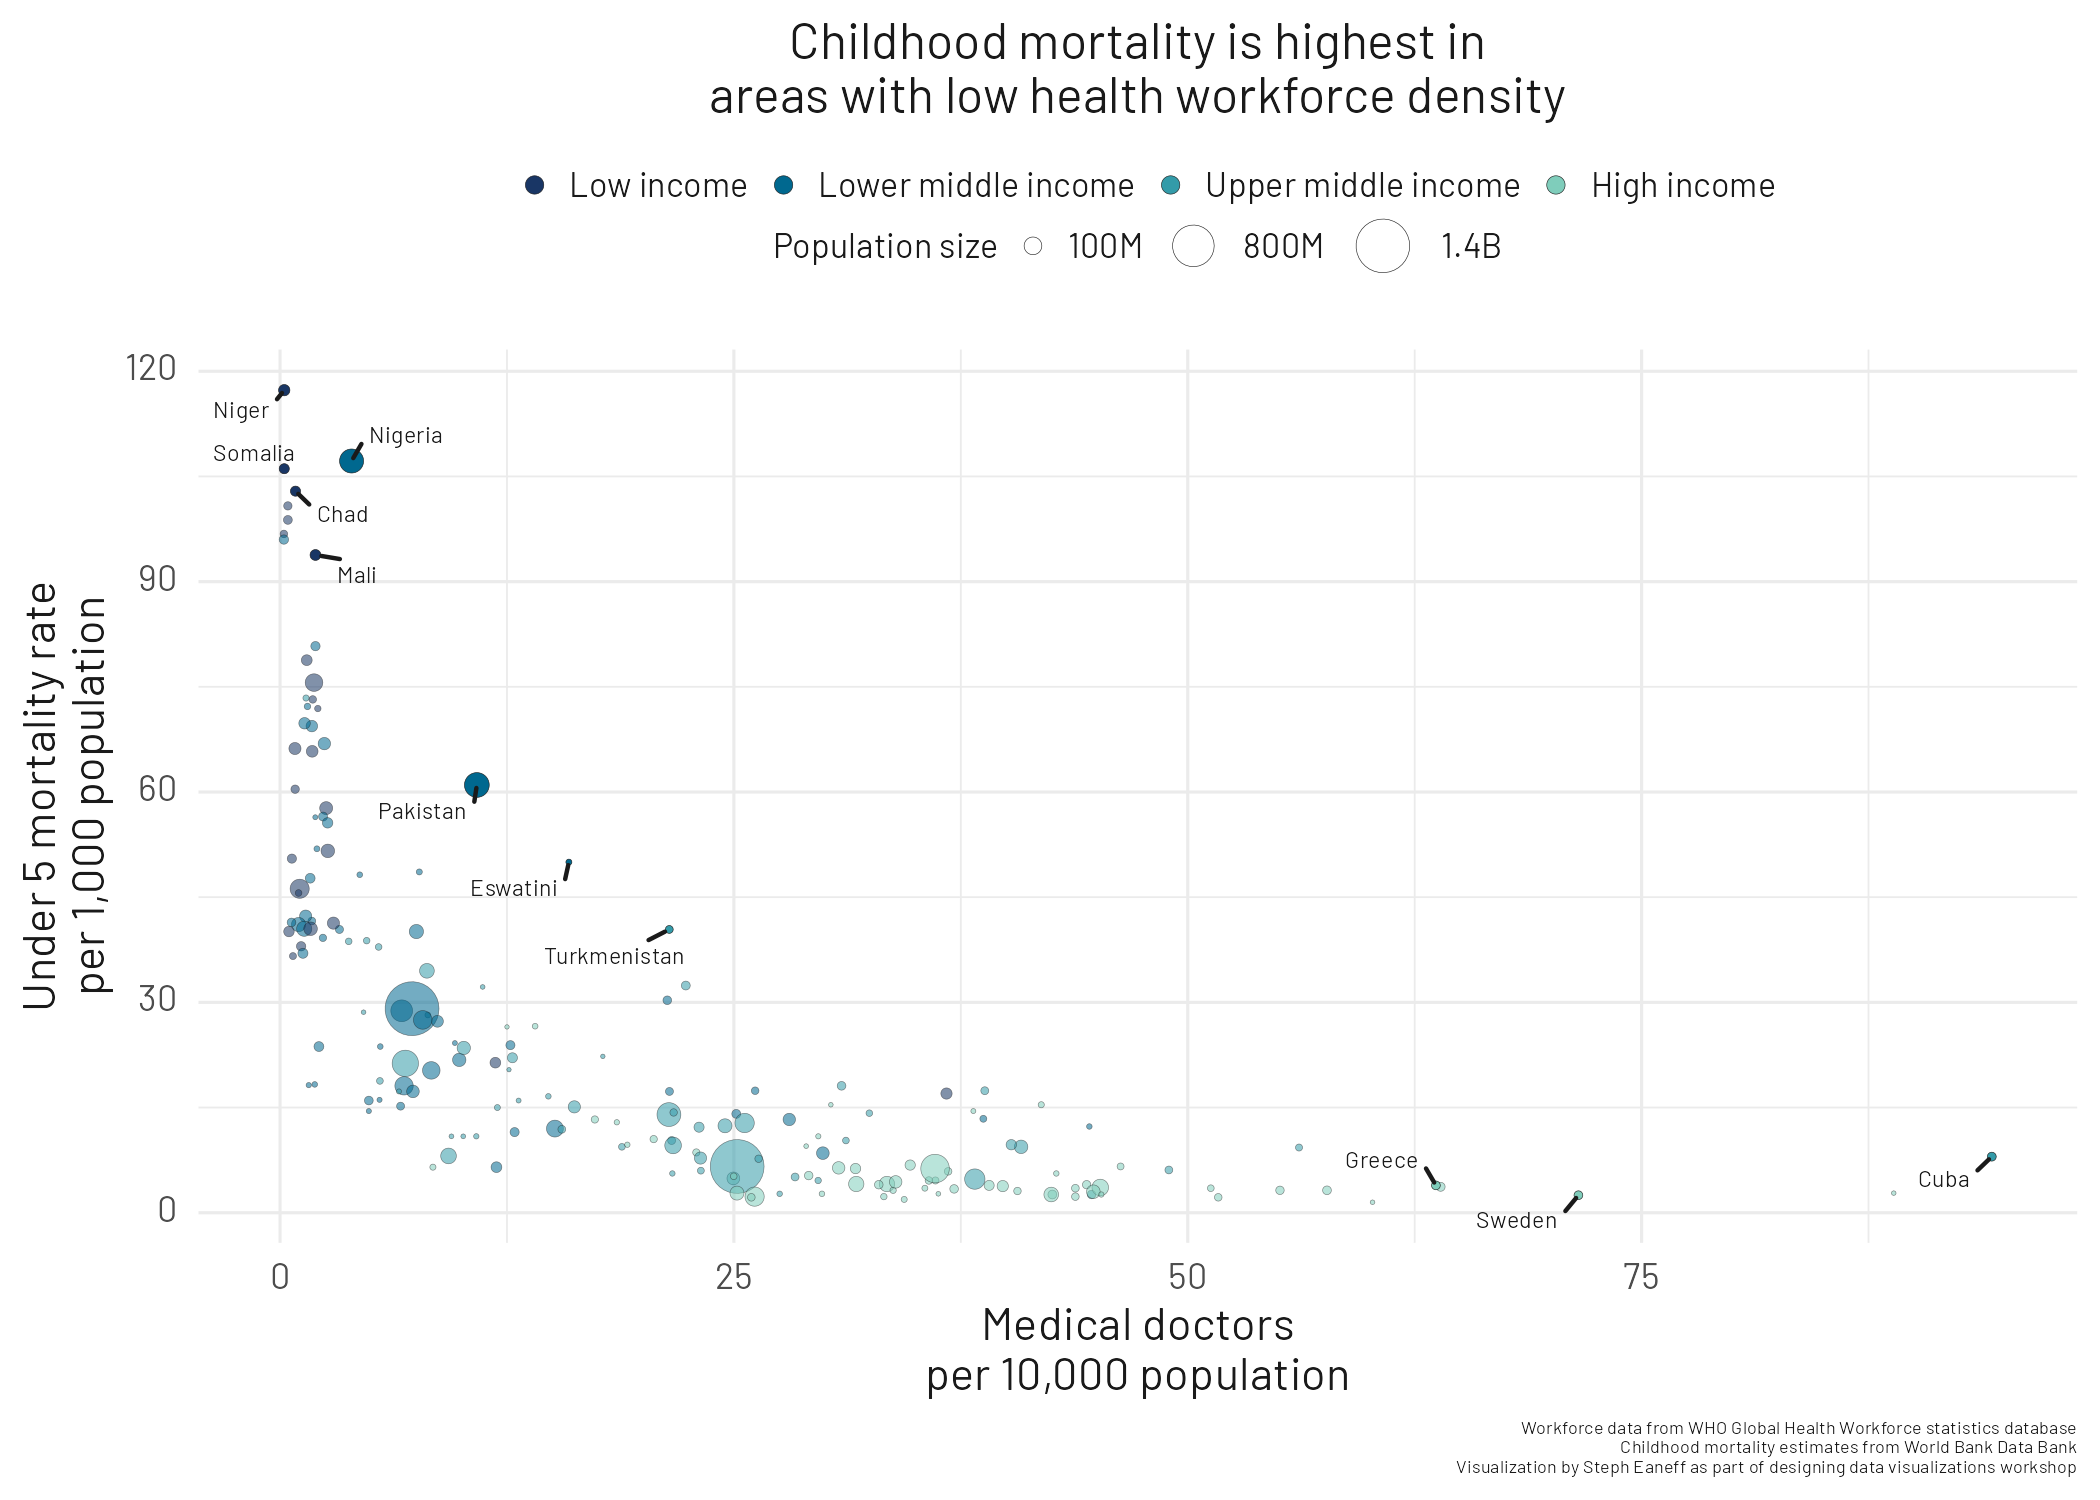 Childhood mortality is highest in
areas with low health workforce density
Low income Lower middle income Upper middle income High income
Population size 100M 800M 1.4B
Under 5 mortality rate
per 1,000 population
120
90
60
30
0
Niger
Nigeria
Somalia
Chad
Mali
Pakistan
Eswatini
Turkmenistan
Greece
Cuba
Sweden
0 25 50 75
Medical doctors
per 10,000 population
Workforce data from WHO Global Health Workforce statistics database
Childhood mortality estimates from World Bank Data Bank
Visualization by Steph Eaneff as part of designing data visualizations workshop